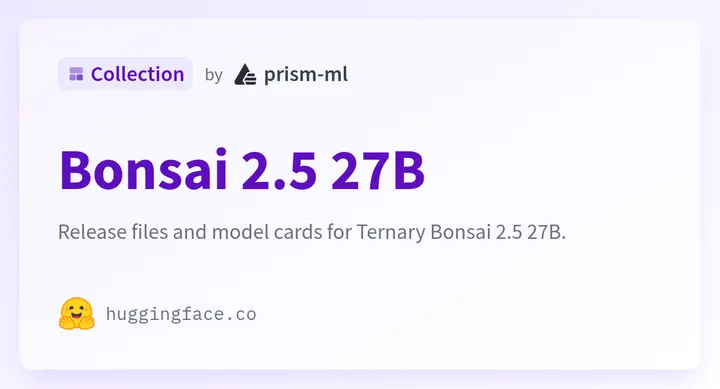 Collection by prism-ml
Bonsai 2.5 27B
Release files and model cards for Ternary Bonsai 2.5 27B.
huggingface.co